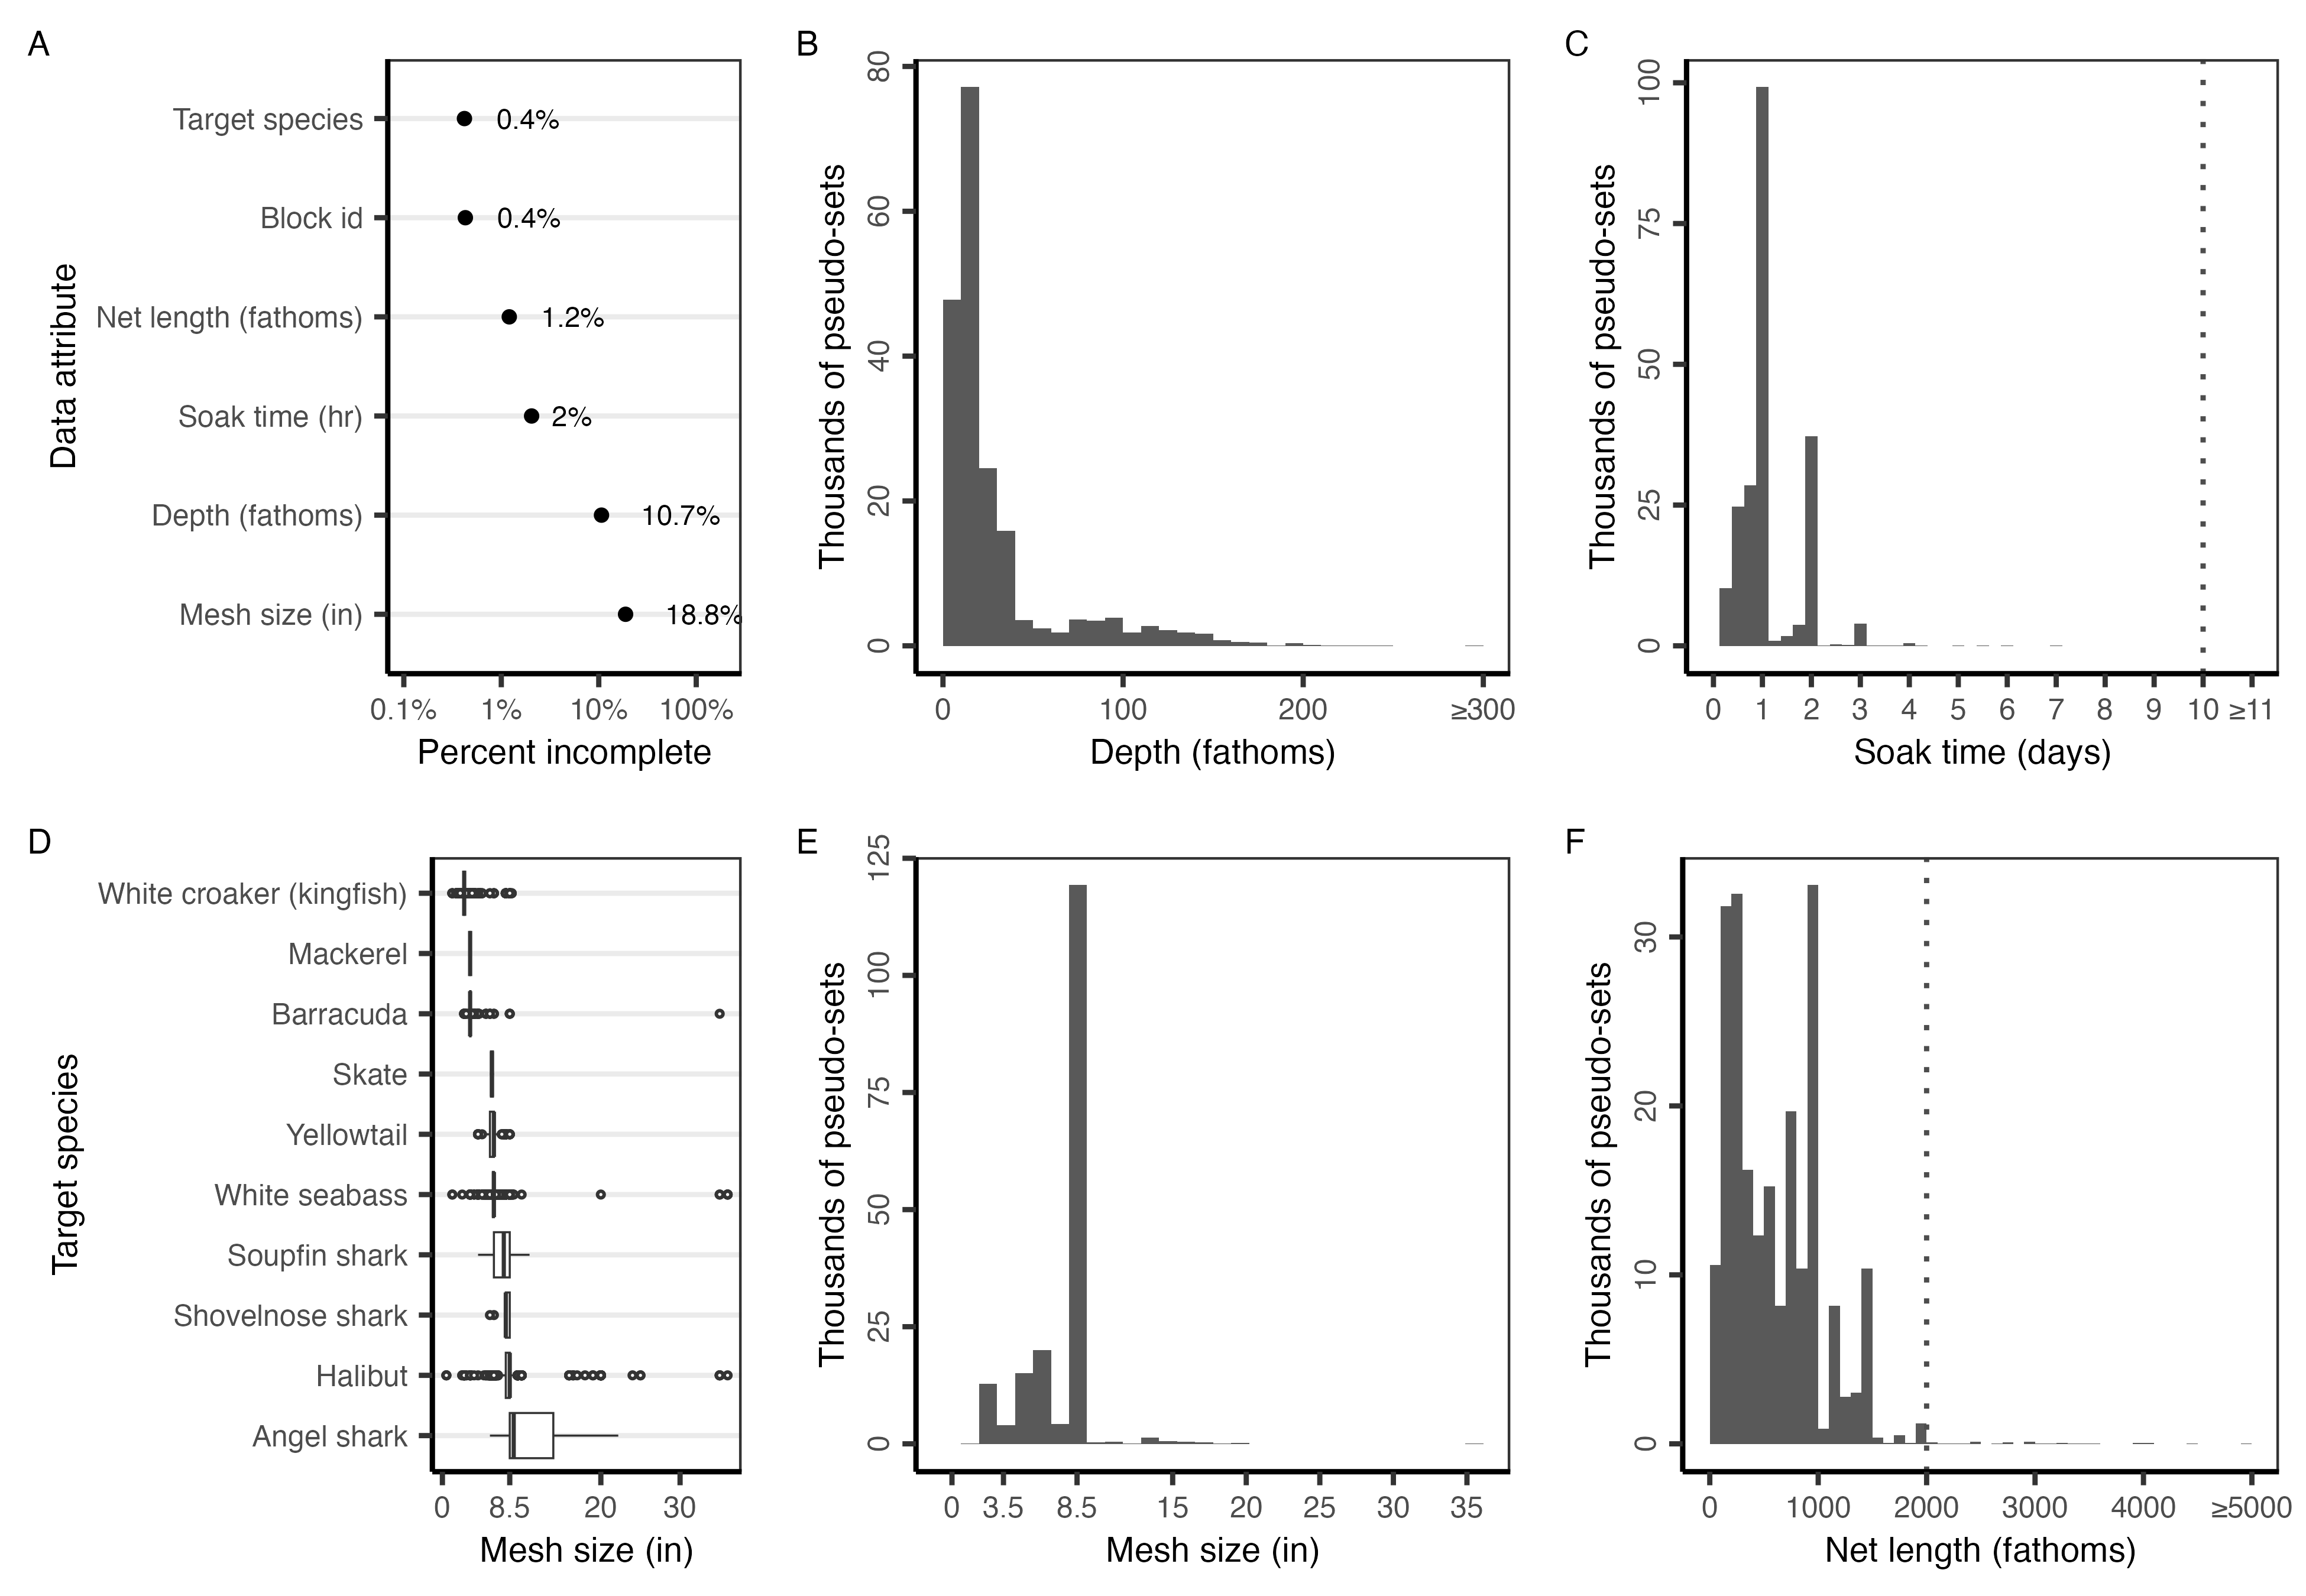 A
Data attribute
Target species
0.4%
Block id
0.4%
Net length (fathoms)
1.2%
Soak time (hr)
2%
Depth (fathoms)
10.7%
Mesh size (in)
18.8%
0.1% 1% 10% 100%
Percent incomplete
B
Thousands of pseudo-sets
80
60
40
20
0
0 100 200 ≥300
Depth (fathoms)
C
Thousands of pseudo-sets
100
75
50
25
0
0 1 2 3 4 5 6 7 8 9 10 ≥11
Soak time (days)
D
Target species
White croaker (kingfish)
Mackerel
Barracuda
Skate
Yellowtail
White seabass
Soupfin shark
Shovelnose shark
Halibut
Angel shark
0 8.5 20 30
Mesh size (in)
E
Thousands of pseudo-sets
125
100
75
50
25
0
0 3.5 8.5 15 20 25 30 35
Mesh size (in)
F
Thousands of pseudo-sets
30
20
10
0
0 1000 2000 3000 4000 ≥5000
Net length (fathoms)